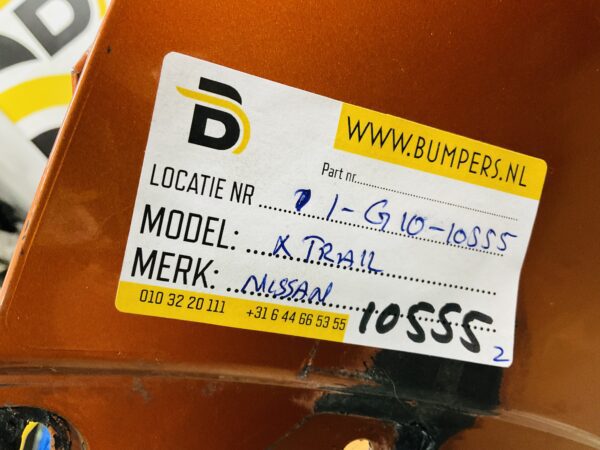 WWW.BUMPERS.NL
Part nr.
LOCATIE NR 1-G10-10555
MODEL: X TRAIL
MERK: NISSAN
010 32 20 111 +31 6 44 66 53 55
10555
2